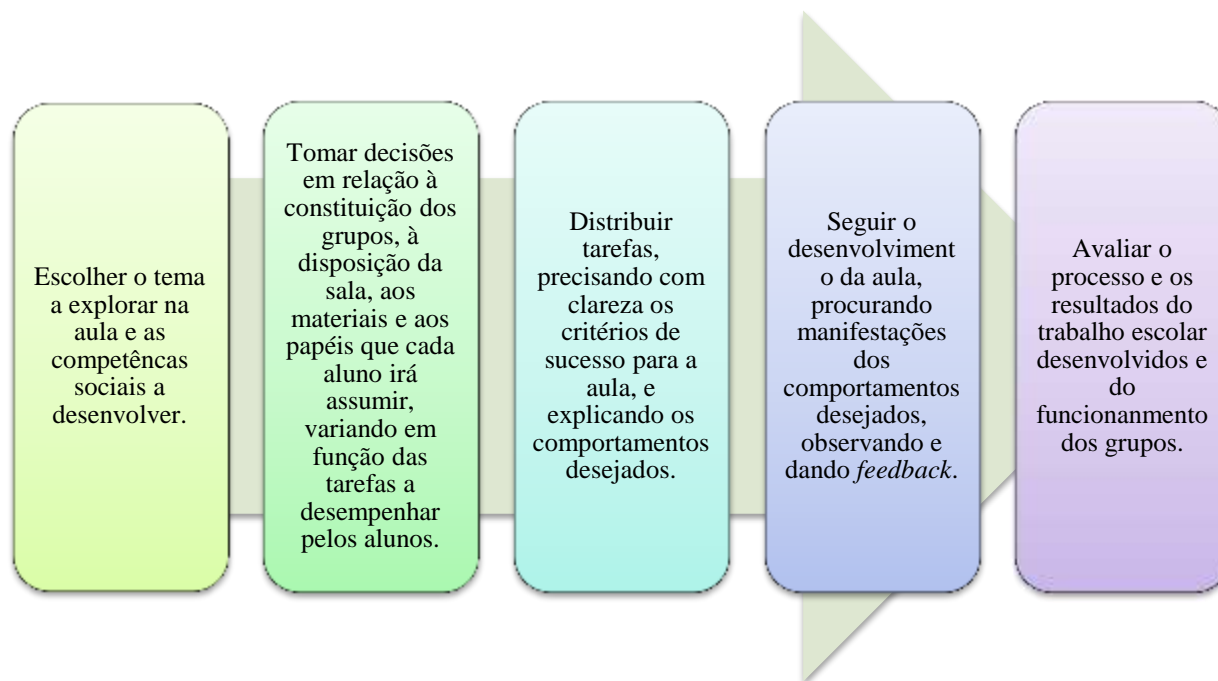 Escolher o tema
a explorar na
aula e as
competêncas
sociais a
desenvolver.
Tomar decisões
em relação à
constituição dos
grupos, à
disposição da
sala, aos
materiais e aos
papéis que cada
aluno irá
assumir,
variando em
função das
tarefas a
desempenhar
pelos alunos.
Distribuir
tarefas,
precisando com
clareza os
critérios de
sucesso para a
aula, e
explicando os
comportamentos
desejados.
Seguir o
desenvolviment
o da aula,
procurando
manifestações
dos
comportamentos
desejados,
observando e
dando feedback.
Avaliar o
processo e os
resultados do
trabalho escolar
desenvolvidos e
do
funcionanmento
dos grupos.